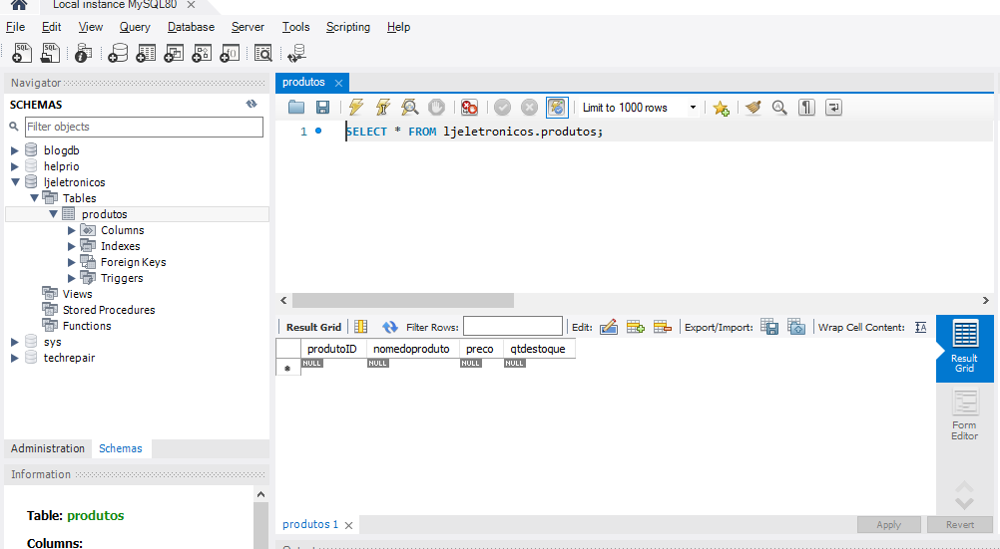 Local instance MySQL80 ×
File Edit View Query Database Server Tools Scripting Help
Navigator
SCHEMAS
Filter objects
blogdb
helprio
ljeletronicos
Tables
produtos
Columns
Indexes
Foreign Keys
Triggers
Views
Stored Procedures
Functions
sys
techrepair
Administration Schemas
Information
Table: produtos
Columns:
produtos ×
Limit to 1000 rows
1 SELECT * FROM ljeletronicos.produtos;
Result Grid Filter Rows: Edit: Export/Import: Wrap Cell Content:
produtoID nomedoproduto preco qtdestoque
NULL NULL NULL NULL
Result
Grid
Form
Editor
produtos 1 × Apply Revert